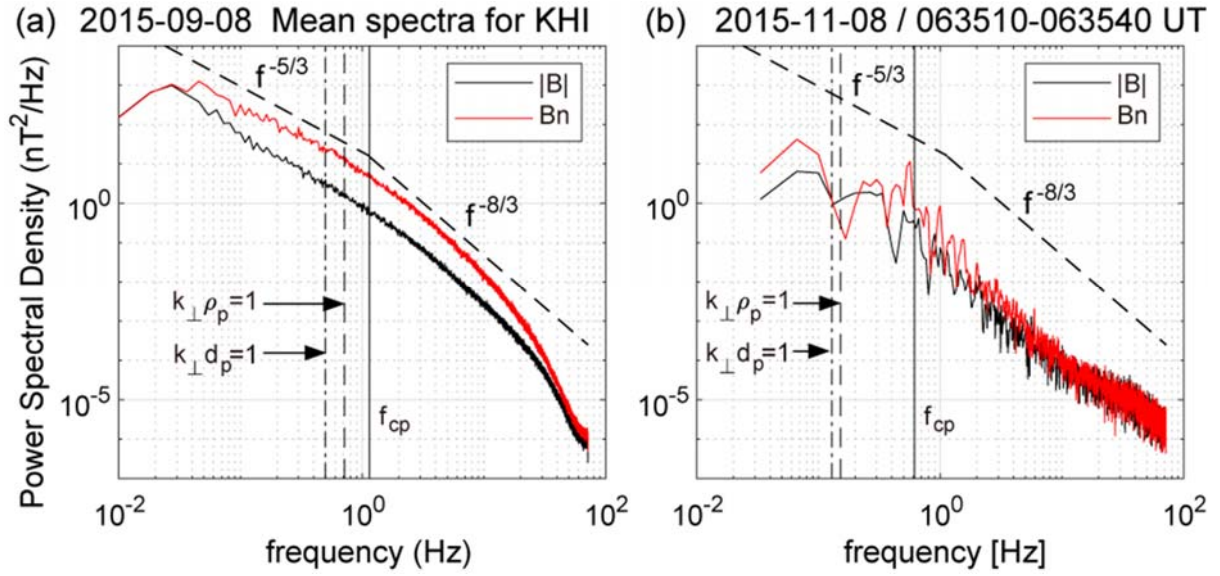 (a) 2015-09-08 Mean spectra for KHI
(b) 2015-11-08 / 063510-063540 UT
Power Spectral Density (nT²/Hz)
10⁰
10⁻⁵
f⁻⁵/³
|B|
Bn
f⁻⁸/³
k⊥ρp=1
k⊥dp=1
fcp
10⁻²
10⁰
10²
frequency (Hz)
f⁻⁵/³
|B|
Bn
10⁰
f⁻⁸/³
k⊥ρp=1
k⊥dp=1
10⁻⁵
fcp
10⁻²
10⁰
10²
frequency [Hz]